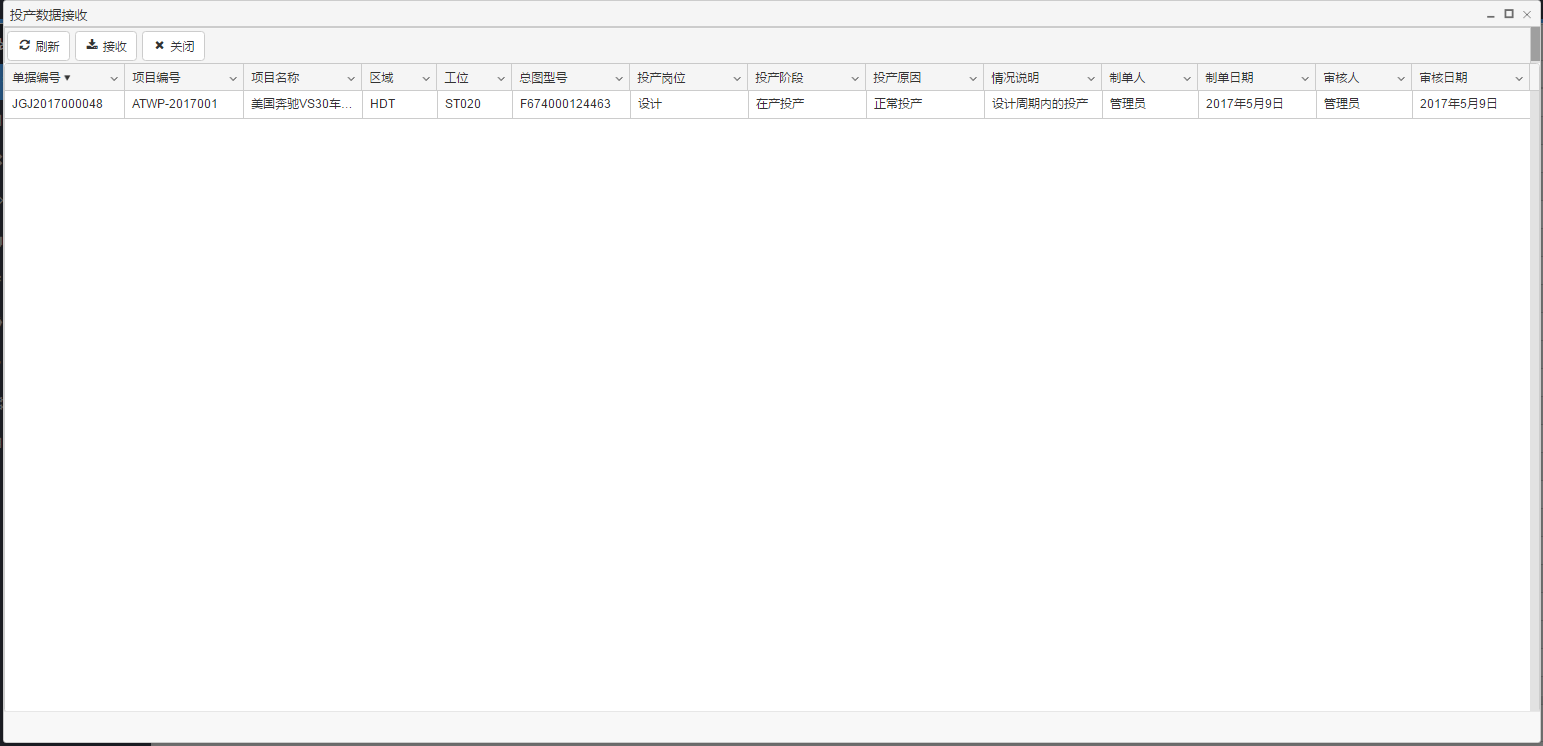 投产数据接收
刷新 接收 关闭
单据编号 项目编号 项目名称 区域 工位 总图型号 投产岗位 投产阶段 投产原因 情况说明 制单人 制单日期 审核人 审核日期
JGJ2017000048 ATWP-2017001 美国奔驰VS30车... HDT ST020 F674000124463 设计 在产投产 正常投产 设计周期内的投产 管理员 2017年5月9日 管理员 2017年5月9日